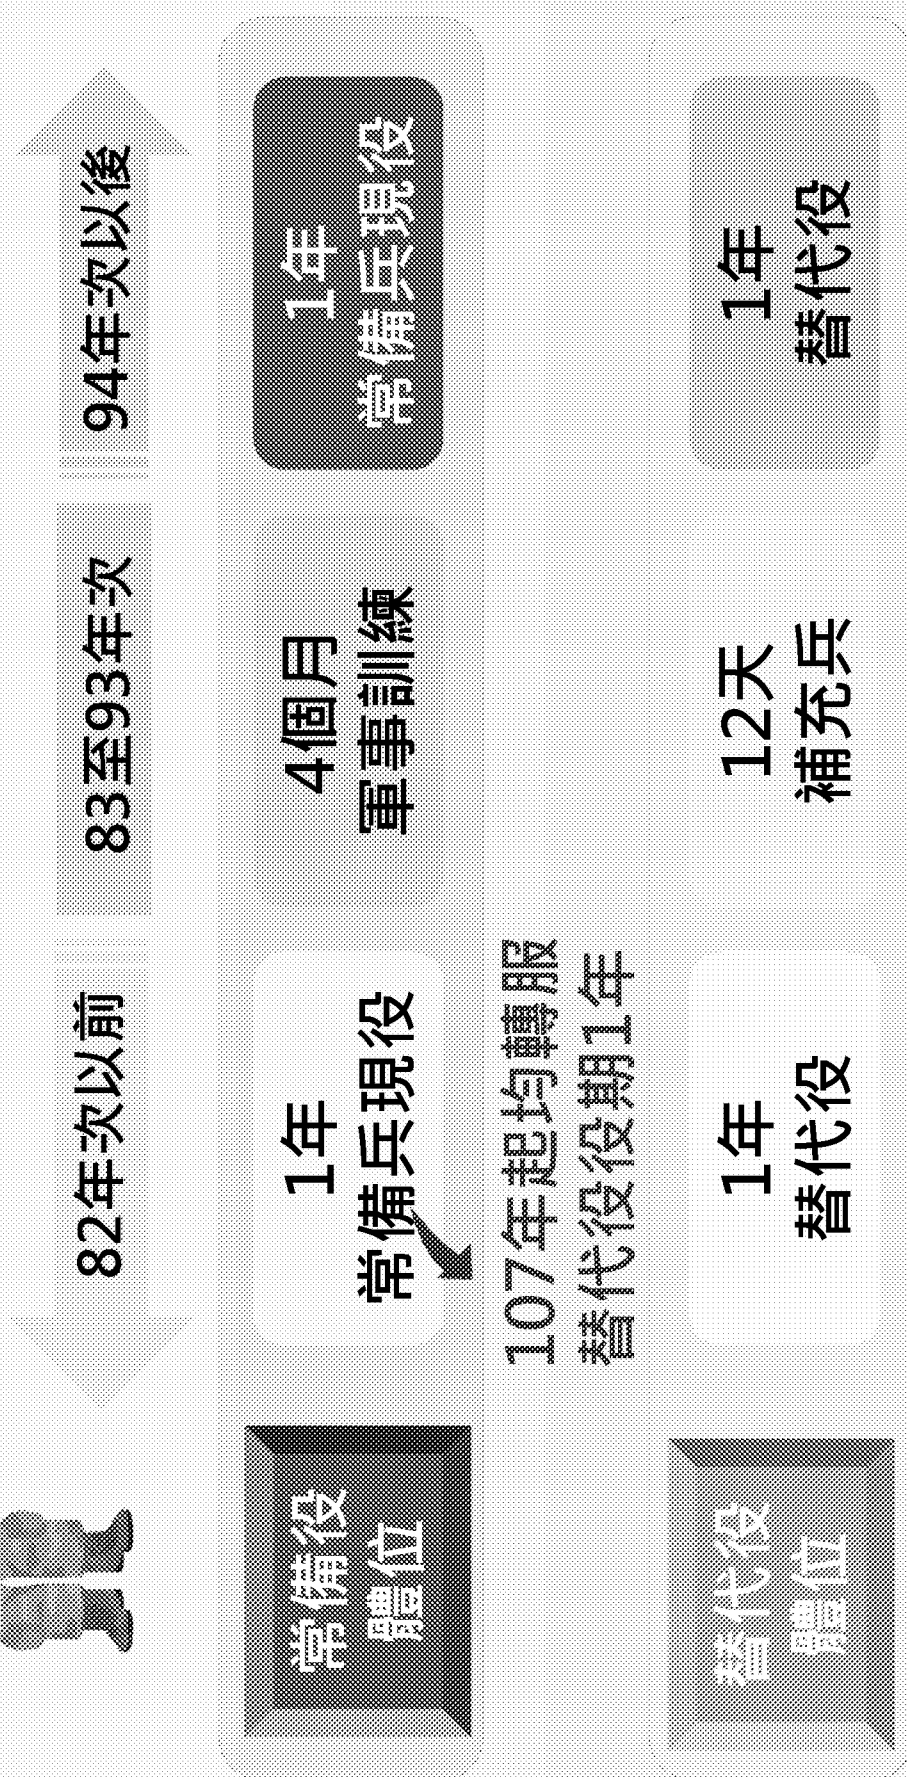 82年次以前
83至93年次
94年次以後
常備役
體位
1年
常備兵現役
4個月
軍事訓練
1年
常備兵現役
107年起均轉服
替代役役期1年
替代役
體位
1年
替代役
12天
補充兵
1年
替代役